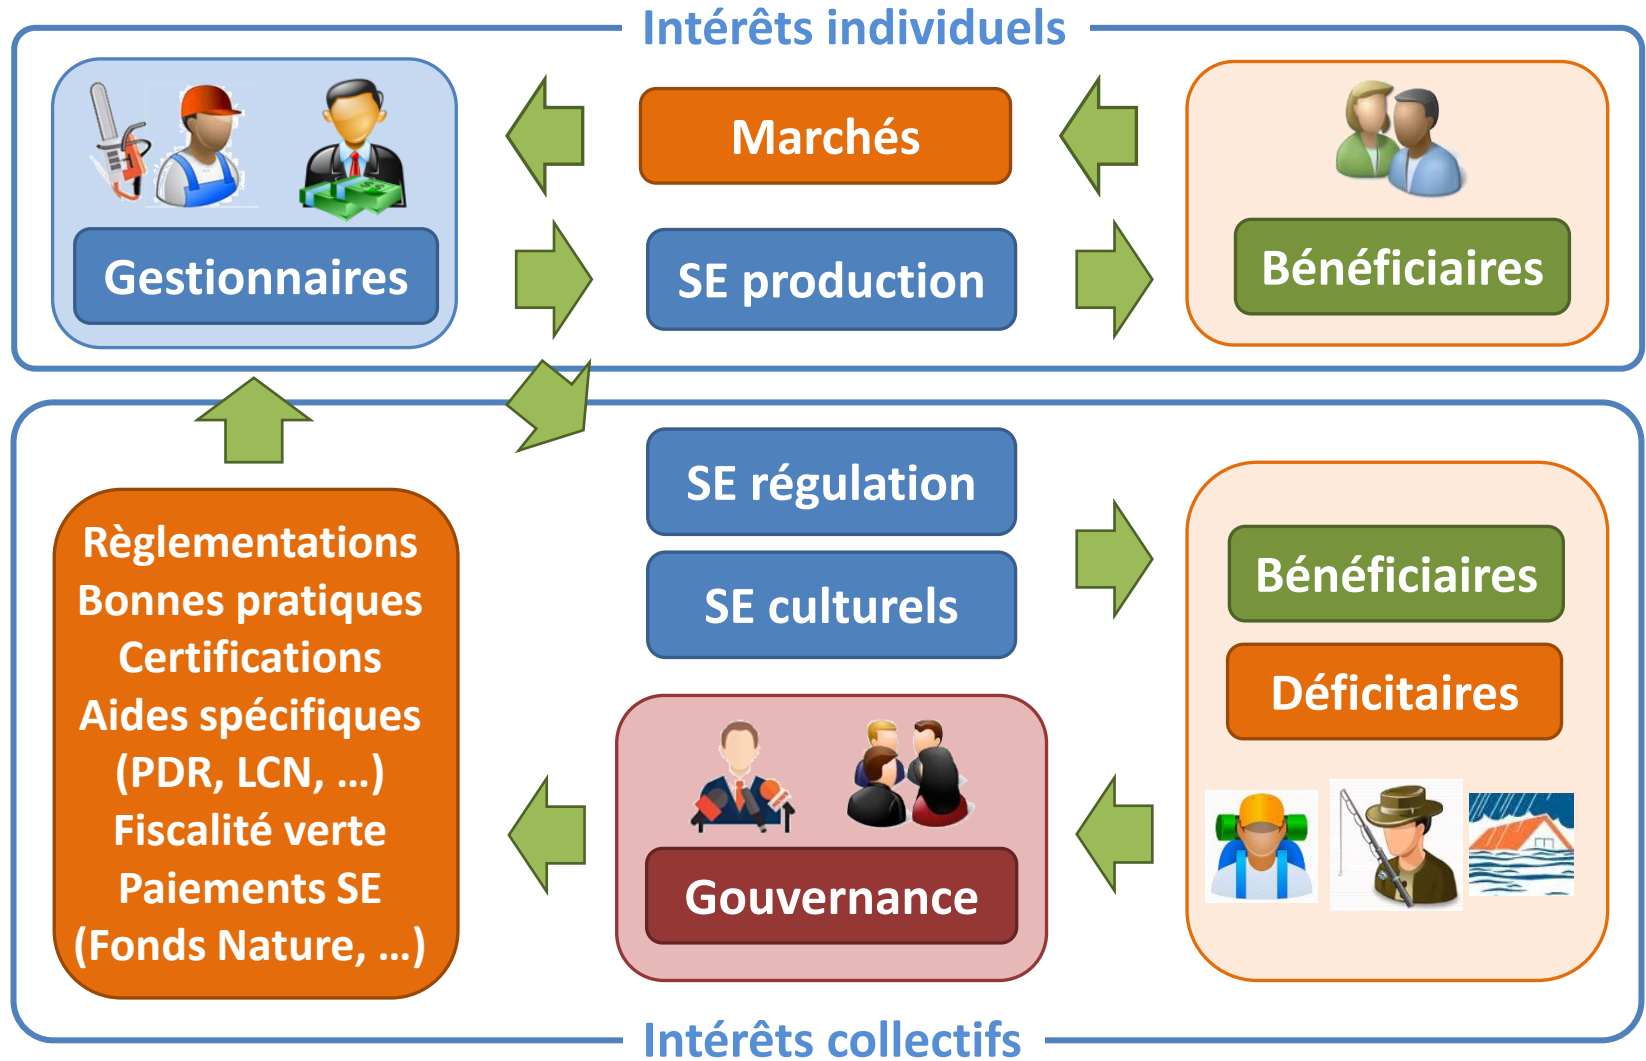 Intérêts individuels
Marchés
Gestionnaires
SE production
Bénéficiaires
SE régulation
SE culturels
Règlementations
Bonnes pratiques
Certifications
Aides spécifiques
(PDR, LCN, ...)
Fiscalité verte
Paiements SE
(Fonds Nature, ...)
Bénéficiaires
Déficitaires
Gouvernance
Intérêts collectifs